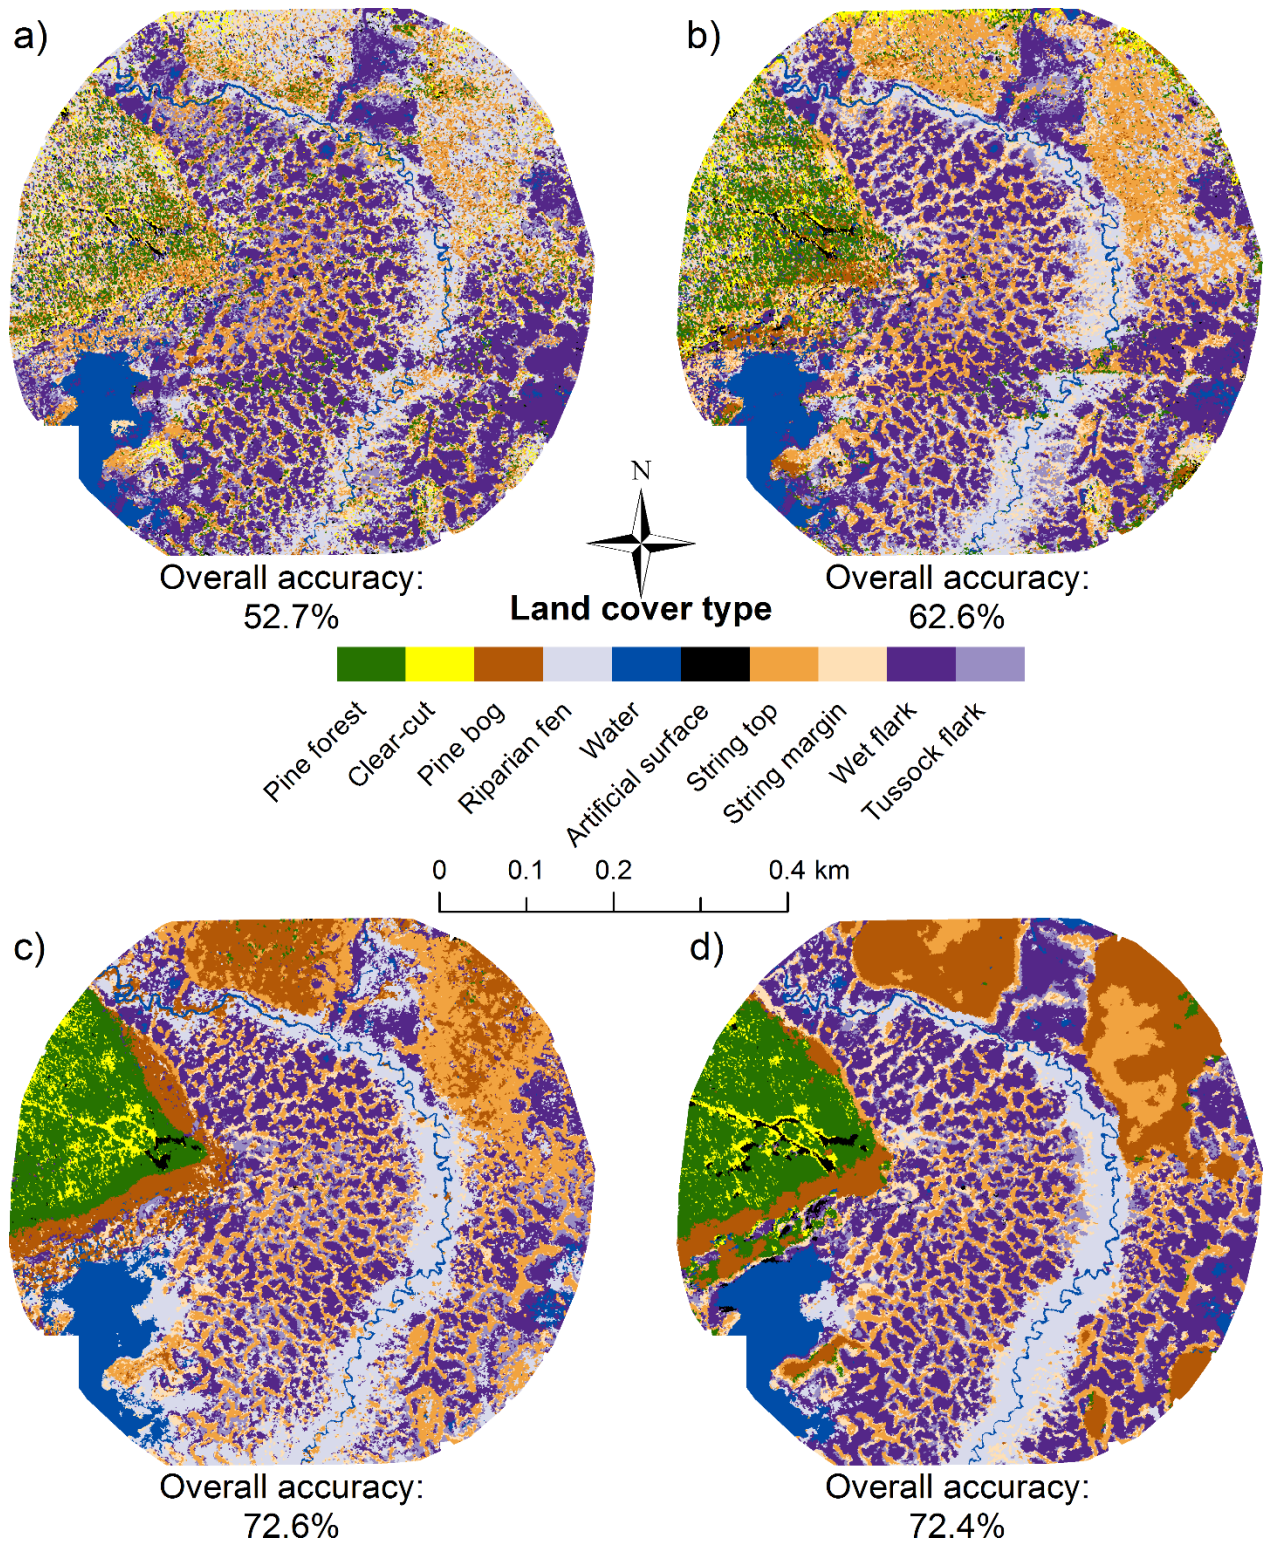 a)
b)
N
Overall accuracy:
52.7%
Overall accuracy:
62.6%
Land cover type
Pine forest
Clear-cut
Pine bog
Riparian fen
Water
Artificial surface
String top
String margin
Wet flark
Tussock flark
0 0.1 0.2 0.4 km
c)
d)
Overall accuracy:
72.6%
Overall accuracy:
72.4%